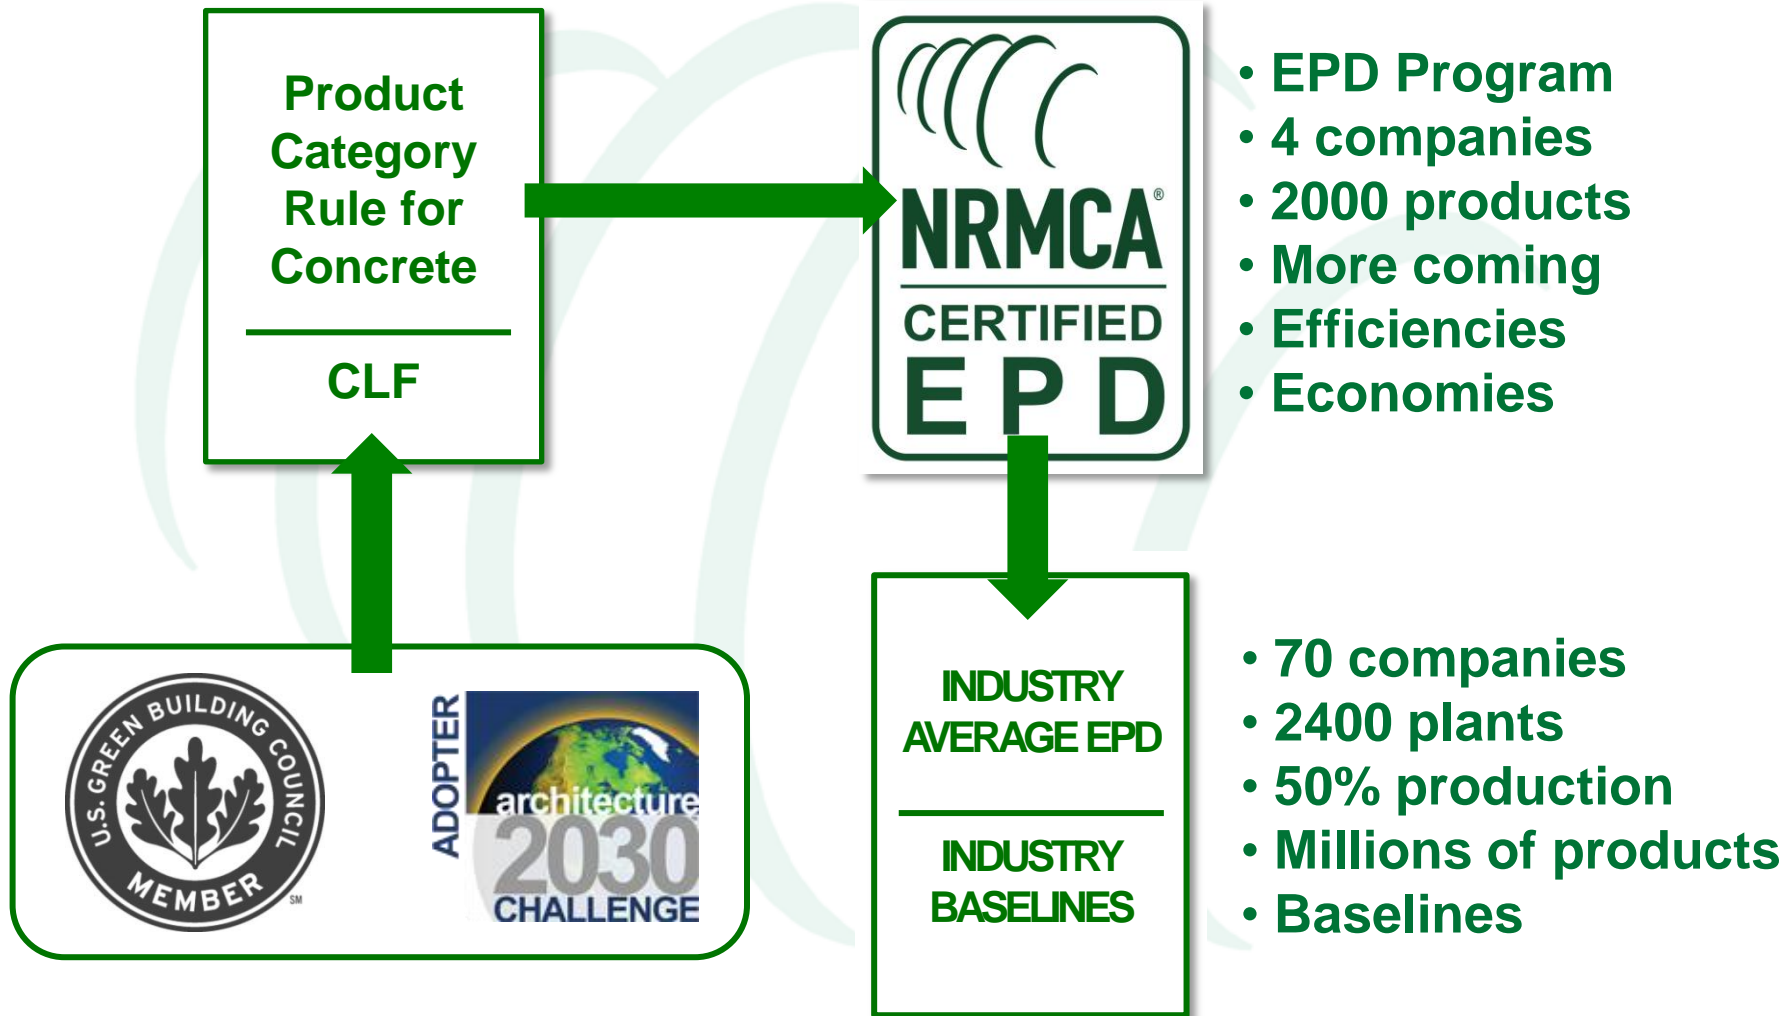 Product
Category
Rule for
Concrete
CLF
NRMCA®
CERTIFIED
EPD
• EPD Program
• 4 companies
• 2000 products
• More coming
• Efficiencies
• Economies
U.S. GREEN BUILDING COUNCIL
MEMBER
SM
ADOPTER
architecture
2030
CHALLENGE
INDUSTRY
AVERAGE EPD
INDUSTRY
BASELINES
• 70 companies
• 2400 plants
• 50% production
• Millions of products
• Baselines